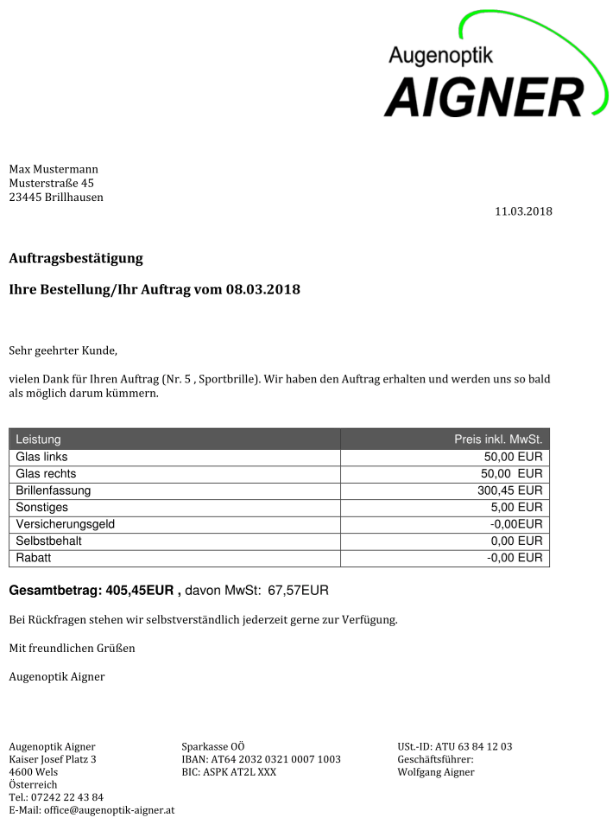 Augenoptik
AIGNER
Max Mustermann
Musterstraße 45
23445 Brillhausen
11.03.2018
Auftragsbestätigung
Ihre Bestellung/Ihr Auftrag vom 08.03.2018
Sehr geehrter Kunde,
vielen Dank für Ihren Auftrag (Nr. 5 , Sportbrille). Wir haben den Auftrag erhalten und werden uns so bald
als möglich darum kümmern.
Leistung Preis inkl. MwSt.
Glas links 50,00 EUR
Glas rechts 50,00 EUR
Brillenfassung 300,45 EUR
Sonstiges 5,00 EUR
Versicherungsgeld -0,00EUR
Selbstbehalt 0,00 EUR
Rabatt -0,00 EUR
Gesamtbetrag: 405,45EUR , davon MwSt: 67,57EUR
Bei Rückfragen stehen wir selbstverständlich jederzeit gerne zur Verfügung.
Mit freundlichen Grüßen
Augenoptik Aigner
Augenoptik Aigner
Kaiser Josef Platz 3
4600 Wels
Österreich
Tel.: 07242 22 43 84
E-Mail: office@augenoptik-aigner.at
Sparkasse OÖ
IBAN: AT64 2032 0321 0007 1003
BIC: ASPK AT2L XXX
USt.-ID: ATU 63 84 12 03
Geschäftsführer:
Wolfgang Aigner